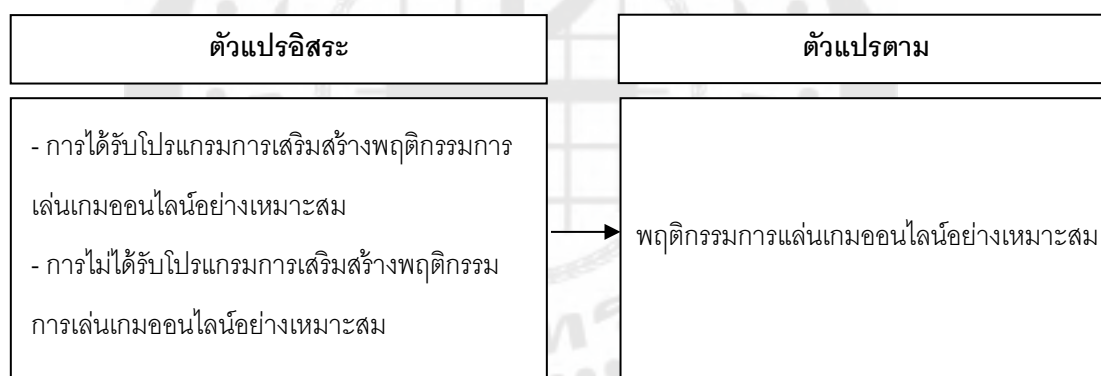 ตัวแปรอิสระ
ตัวแปรตาม
- การได้รับโปรแกรมการเสริมสร้างพฤติกรรมการ
เล่นเกมออนไลน์อย่างเหมาะสม
- การไม่ได้รับโปรแกรมการเสริมสร้างพฤติกรรม
การเล่นเกมออนไลน์อย่างเหมาะสม
พฤติกรรมการแล่นเกมออนไลน์อย่างเหมาะสม